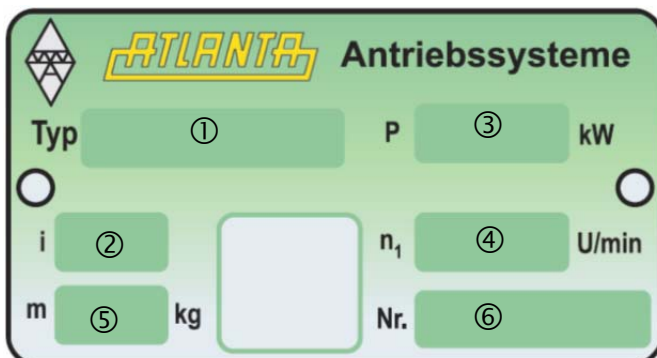 ATLANTA Antriebssysteme
Typ ① P ③ kW
i ② n₁ ④ U/min
m ⑤ kg Nr. ⑥